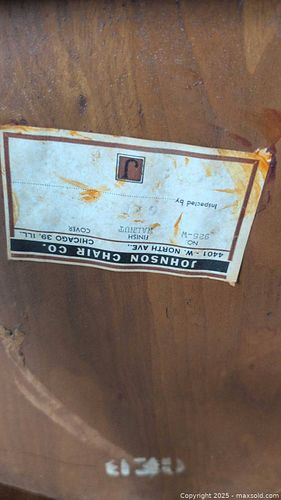 JOHNSON CHAIR CO.
4401 - W. NORTH AVE., CHICAGO 39, ILL.
NO. FINISH COVER
925-W WALNUT
Inspected by
J
Copyright © 2025 - maxsold.com